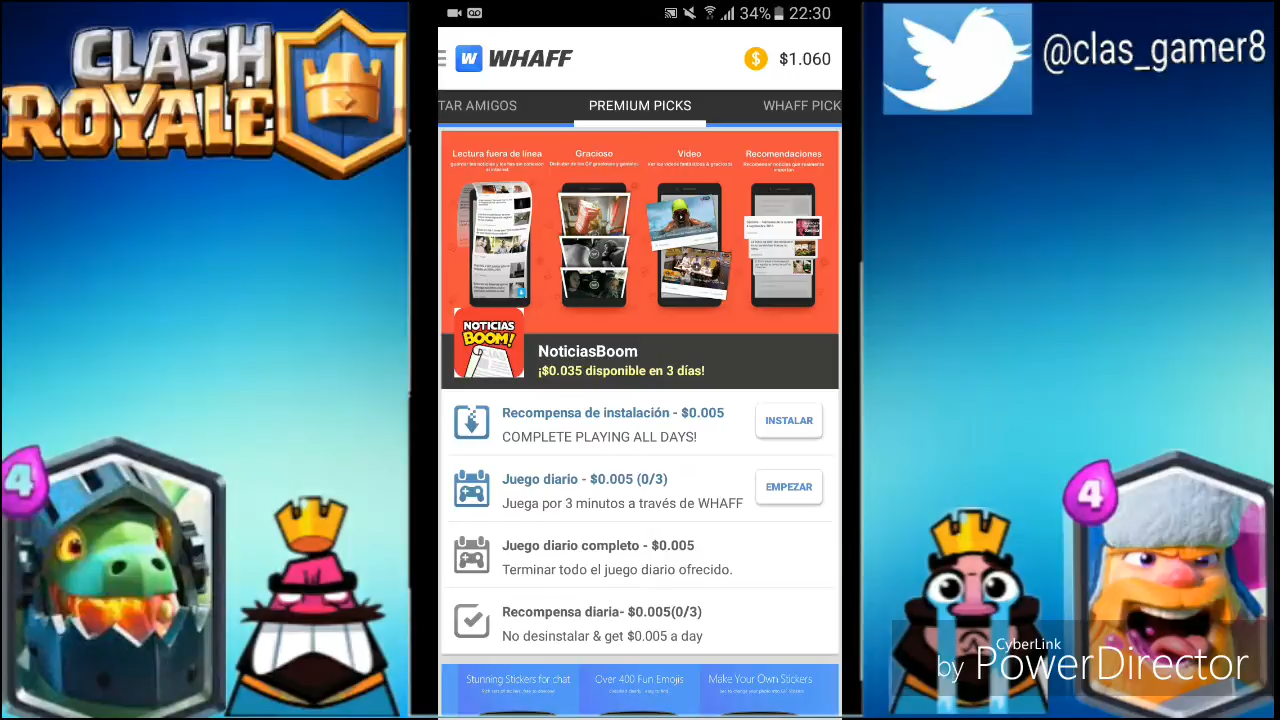 CLASH
ROYALE
34% 22:30
W WHAFF
$ $1.060
@clas_gamer8
TAR AMIGOS
PREMIUM PICKS
WHAFF PICK
Lectura fuera de línea
Gracioso
Vídeo
Recomendaciones
NOTICIAS
BOOM!
NoticiasBoom
¡$0.035 disponible en 3 días!
Recompensa de instalación - $0.005
COMPLETE PLAYING ALL DAYS!
INSTALAR
Juego diario - $0.005 (0/3)
Juega por 3 minutos a través de WHAFF
EMPEZAR
Juego diario completo - $0.005
Terminar todo el juego diario ofrecido.
Recompensa diaria- $0.005(0/3)
No desinstalar & get $0.005 a day
Stunning Stickers for chat
Over 400 Fun Emojis
Make Your Own Stickers
4
4
CyberLink
by PowerDirector